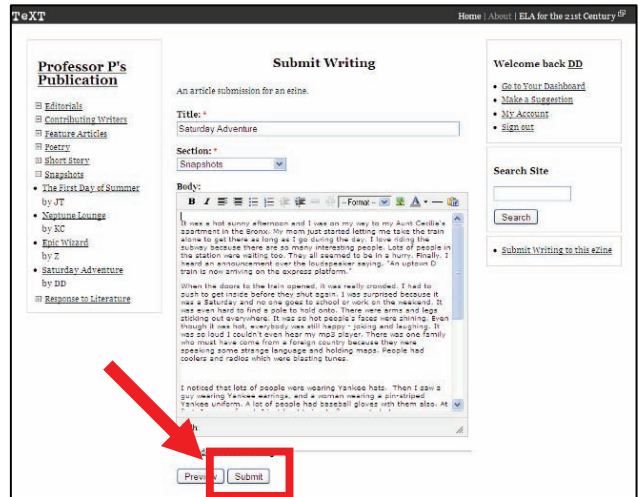 TeXT
Home | About | ELA for the 21st Century
Professor P's
Publication
Editorials
Contributing Writers
Feature Articles
Poetry
Short Story
Snapshots
The First Day of Summer
by JT
Neptune Lounge
by KC
Epic Wizard
by Z
Saturday Adventure
by DD
Response to Literature
Submit Writing
An article submission for an ezine.
Title: *
Saturday Adventure
Section: *
Snapshots
Body:
B I -- Format -- A
It was a hot sunny afternoon and I was on my way to my Aunt Cecilia's
apartment in the Bronx. My mom just started letting me take the train
alone to get there as long as I go during the day. I love riding the
subway because there are so many interesting people. Lots of people in
the station were waiting too. They all seemed to be in a hurry. Finally, I
heard an announcement over the loudspeaker saying, "An uptown D
train is now arriving on the express platform."
When the doors to the train opened, it was really crowded. I had to
push to get inside before they shut again. I was surprised because it
was a Saturday and no one goes to school or work on the weekend. It
was even hard to find a pole to hold onto. There were arms and legs
sticking out everywhere. It was so hot people's faces were shining. Even
though it was hot, everybody was still happy - joking and laughing. It
was so loud I couldn't even hear my mp3 player. There was one family
who must have come from a foreign country because they were
speaking some strange language and holding maps. People had
coolers and radios which were blasting tunes.
I noticed that lots of people were wearing Yankee hats. Then I saw a
guy wearing Yankee earrings, and a woman wearing a pin-striped
Yankee uniform. A lot of people had baseball gloves with them also. At
Preview
Submit
Welcome back DD
Go to Your Dashboard
Make a Suggestion
My Account
Sign out
Search Site
Search
Submit Writing to this eZine